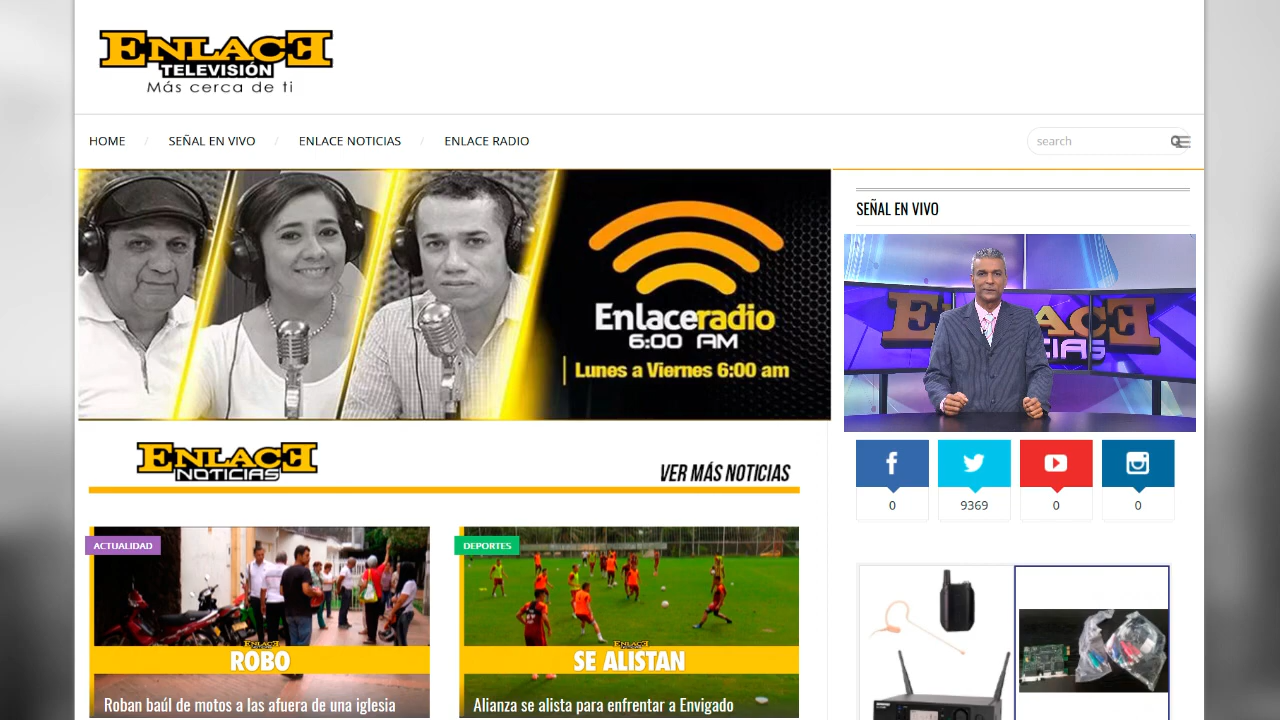 ENLACE
TELEVISIÓN
Más cerca de ti
HOME / SEÑAL EN VIVO / ENLACE NOTICIAS / ENLACE RADIO
search
Enlaceradio
6:00 AM
Lunes a Viernes 6:00 am
SEÑAL EN VIVO
ENLACE
0 9369 0 0
ENLACE
NOTICIAS
VER MÁS NOTICIAS
ACTUALIDAD
ENLACE
ROBO
Roban baúl de motos a las afuera de una iglesia
DEPORTES
ENLACE
SE ALISTAN
Alianza se alista para enfrentar a Envigado